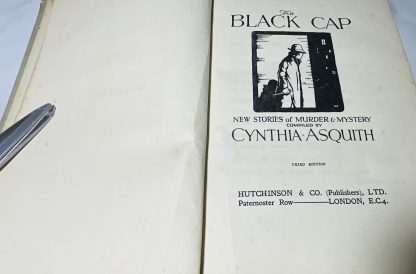 The
BLACK CAP
NEW STORIES of MURDER & MYSTERY
COMPILED BY
CYNTHIA·ASQUITH
THIRD EDITION
HUTCHINSON & CO. (Publishers), LTD.
Paternoster Row———LONDON, E.C.4.